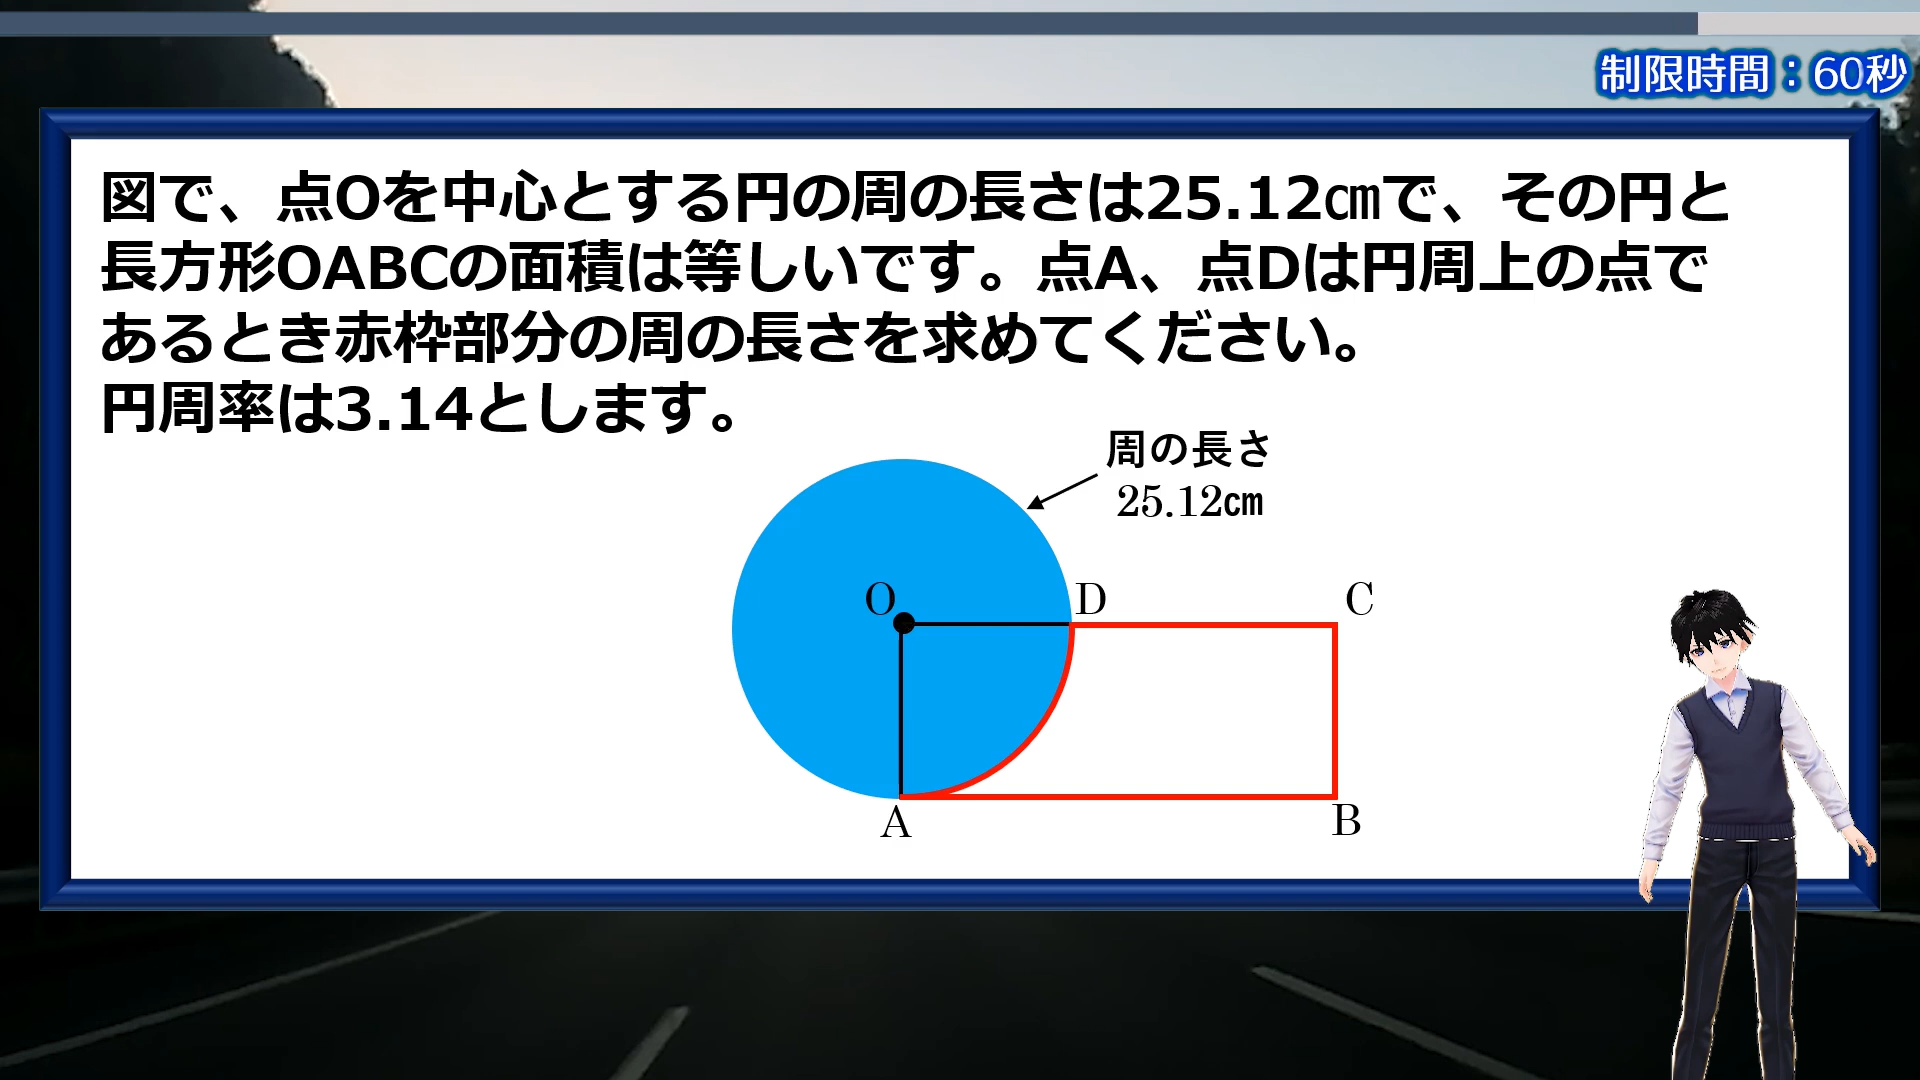 制限時間：60秒
図で、点Oを中心とする円の周の長さは25.12㎝で、その円と
長方形OABCの面積は等しいです。点A、点Dは円周上の点で
あるとき赤枠部分の周の長さを求めてください。
円周率は3.14とします。
周の長さ
25.12㎝
O
D
C
A
B